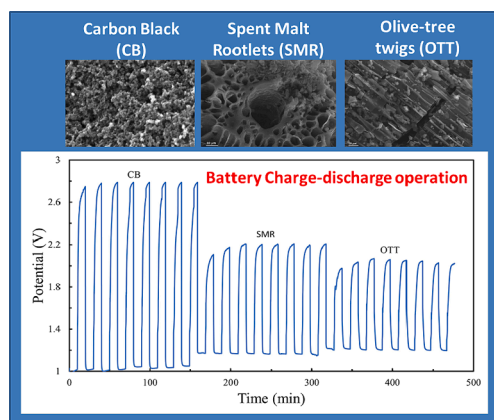 Carbon Black
(CB)
Spent Malt
Rootlets (SMR)
Olive-tree
twigs (OTT)
Battery Charge-discharge operation
CB
SMR
OTT
3
2.6
2.2
1.8
1.4
1
Potential (V)
0
100
200
300
400
500
Time (min)